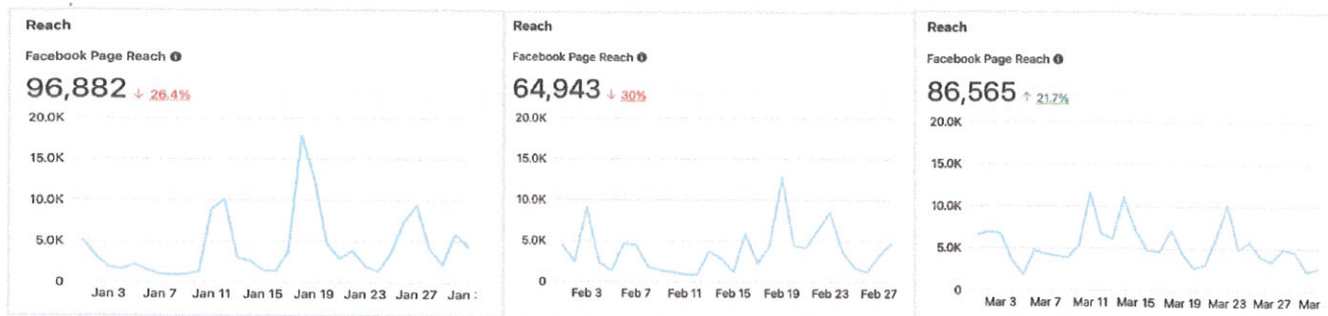 Reach
Facebook Page Reach
96,882 ↓ 26.4%
20.0K
15.0K
10.0K
5.0K
0
Jan 3 Jan 7 Jan 11 Jan 15 Jan 19 Jan 23 Jan 27 Jan
Reach
Facebook Page Reach
64,943 ↓ 30%
20.0K
15.0K
10.0K
5.0K
0
Feb 3 Feb 7 Feb 11 Feb 15 Feb 19 Feb 23 Feb 27
Reach
Facebook Page Reach
86,565 ↑ 21.7%
20.0K
15.0K
10.0K
5.0K
0
Mar 3 Mar 7 Mar 11 Mar 15 Mar 19 Mar 23 Mar 27 Mar